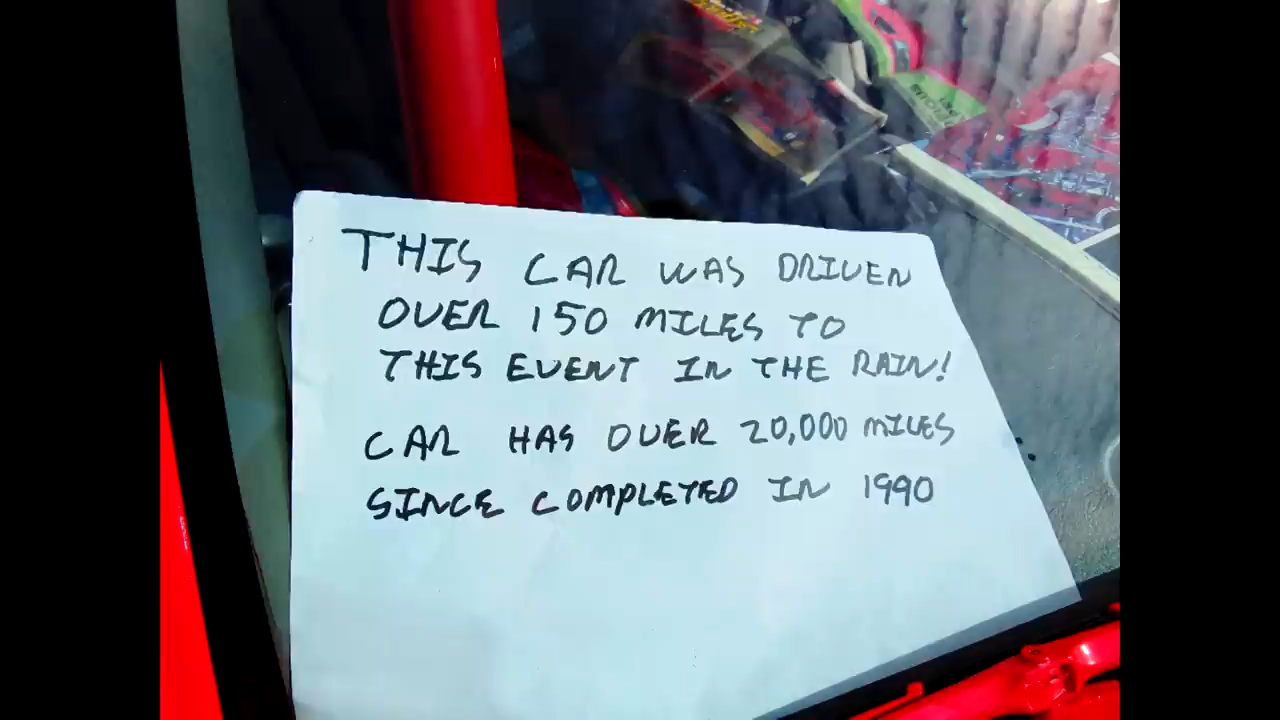 THIS CAR WAS DRIVEN
OVER 150 MILES TO
THIS EVENT IN THE RAIN!
CAR HAS OVER 20,000 MILES
SINCE COMPLETED IN 1990